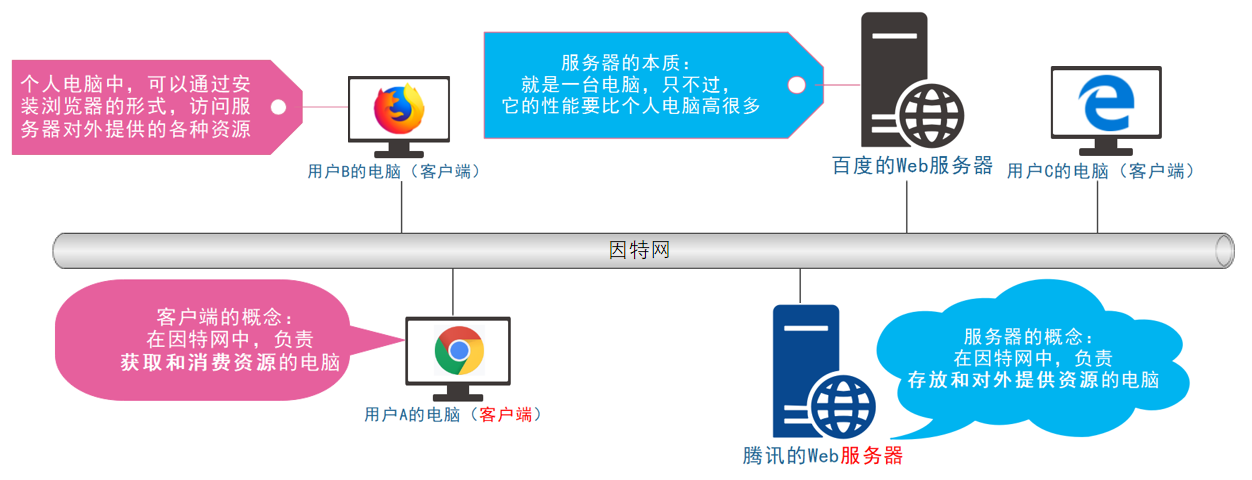 个人电脑中，可以通过安
装浏览器的形式，访问服
务器对外提供的各种资源
用户B的电脑（客户端）
服务器的本质：
就是一台电脑，只不过，
它的性能要比个人电脑高很多
百度的Web服务器
用户C的电脑（客户端）
因特网
客户端的概念：
在因特网中，负责
获取和消费资源的电脑
用户A的电脑（客户端）
腾讯的Web服务器
服务器的概念：
在因特网中，负责
存放和对外提供资源的电脑